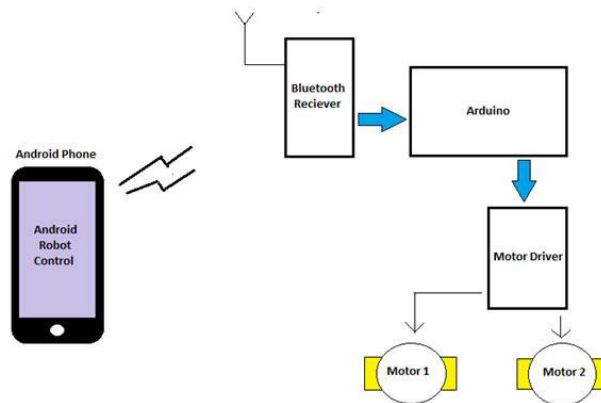 Bluetooth
Reciever
Arduino
Android Phone
Android
Robot
Control
Motor Driver
Motor 1
Motor 2